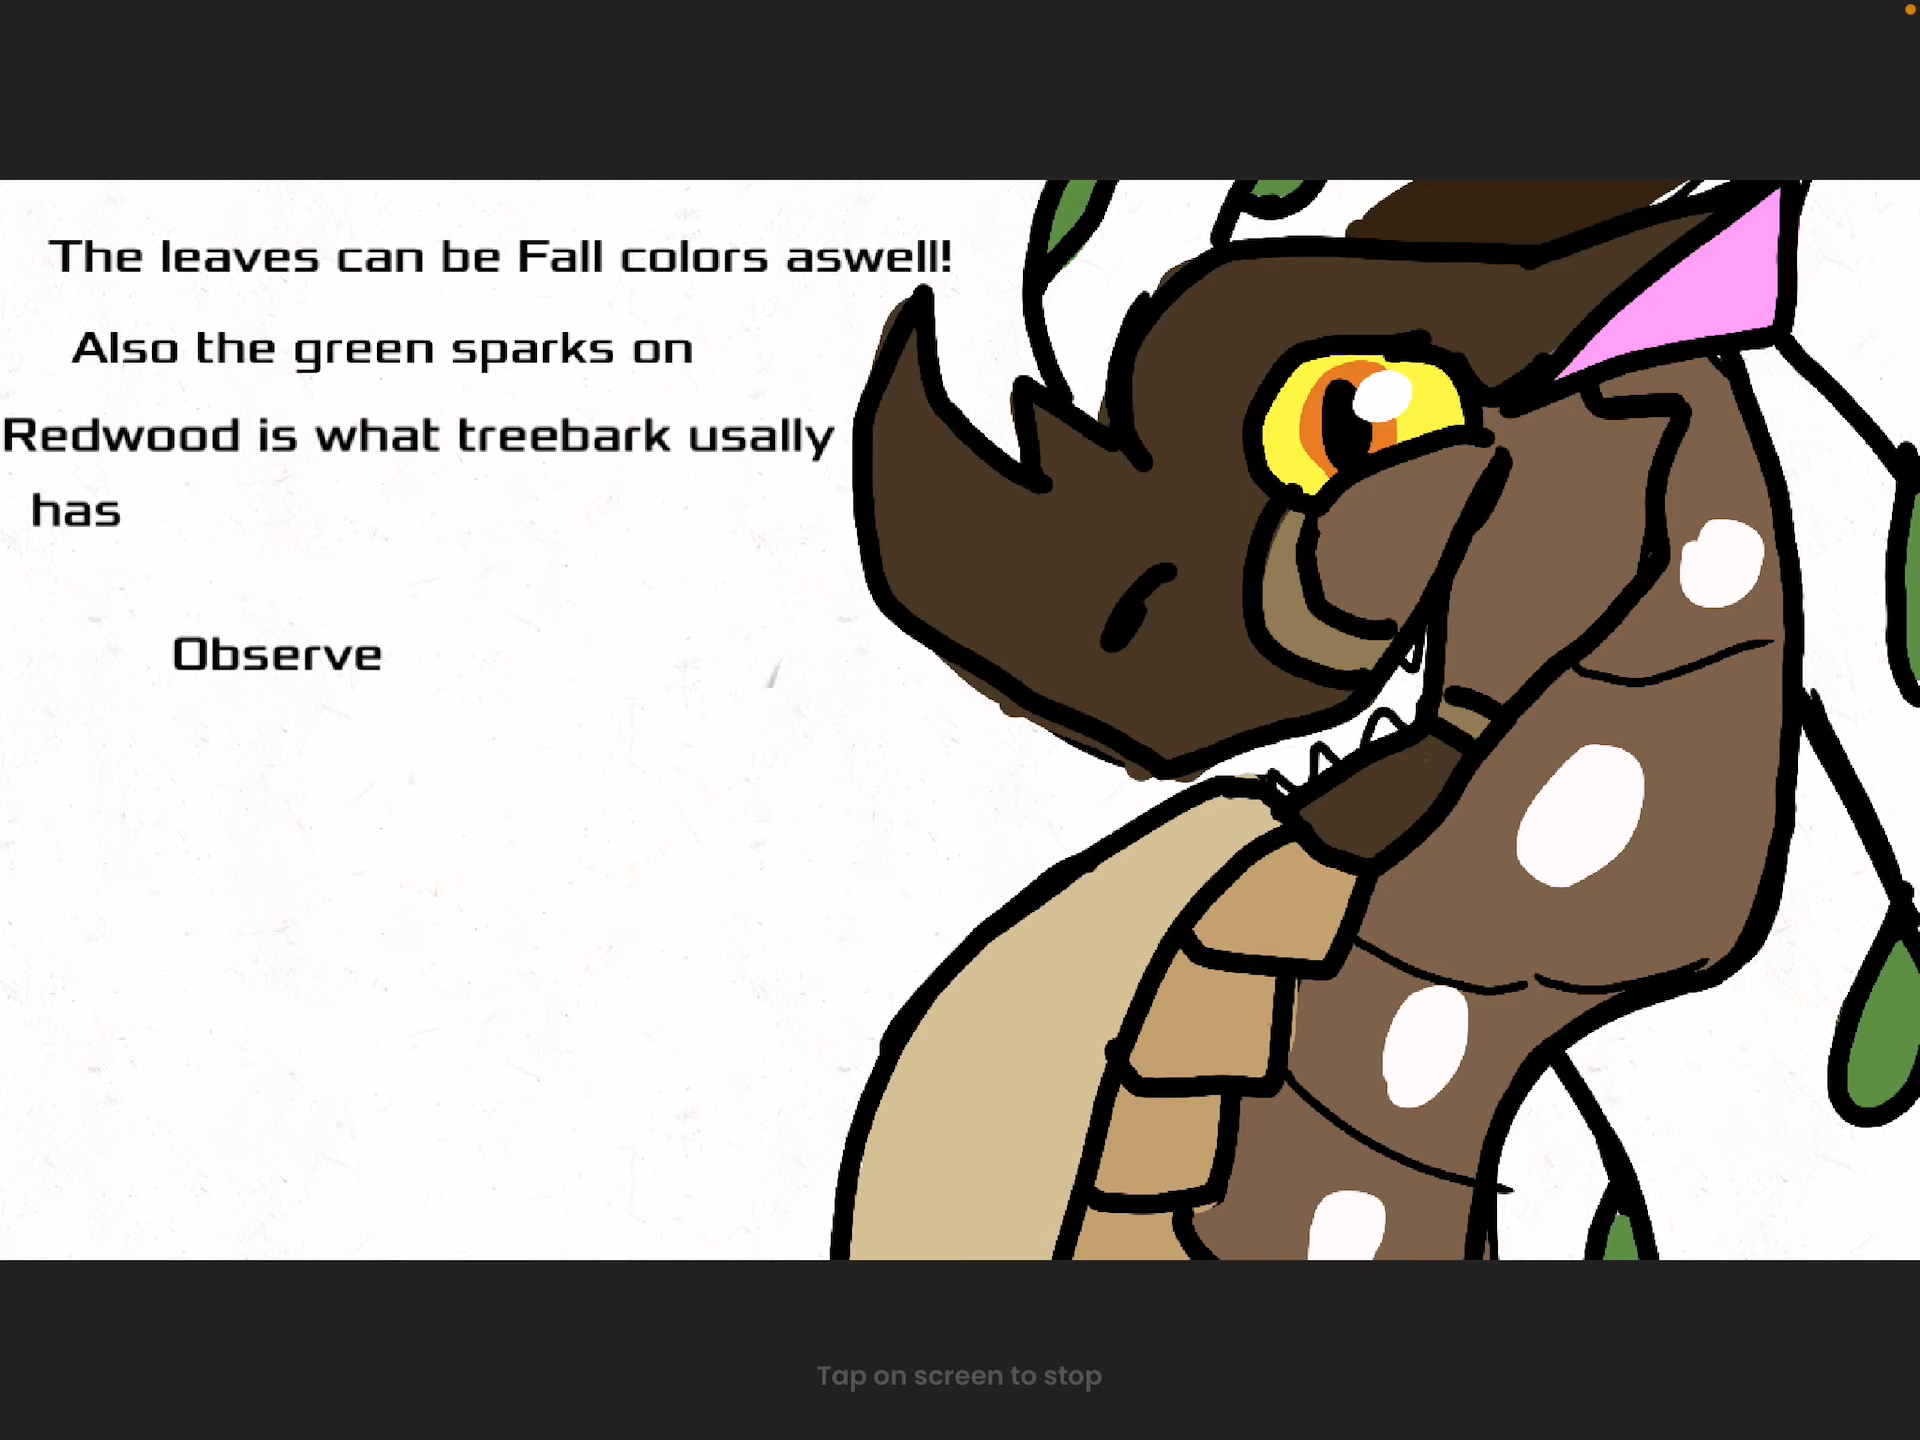 The leaves can be Fall colors aswell!
Also the green sparks on
Redwood is what treebark usally
has
Observe
Tap on screen to stop